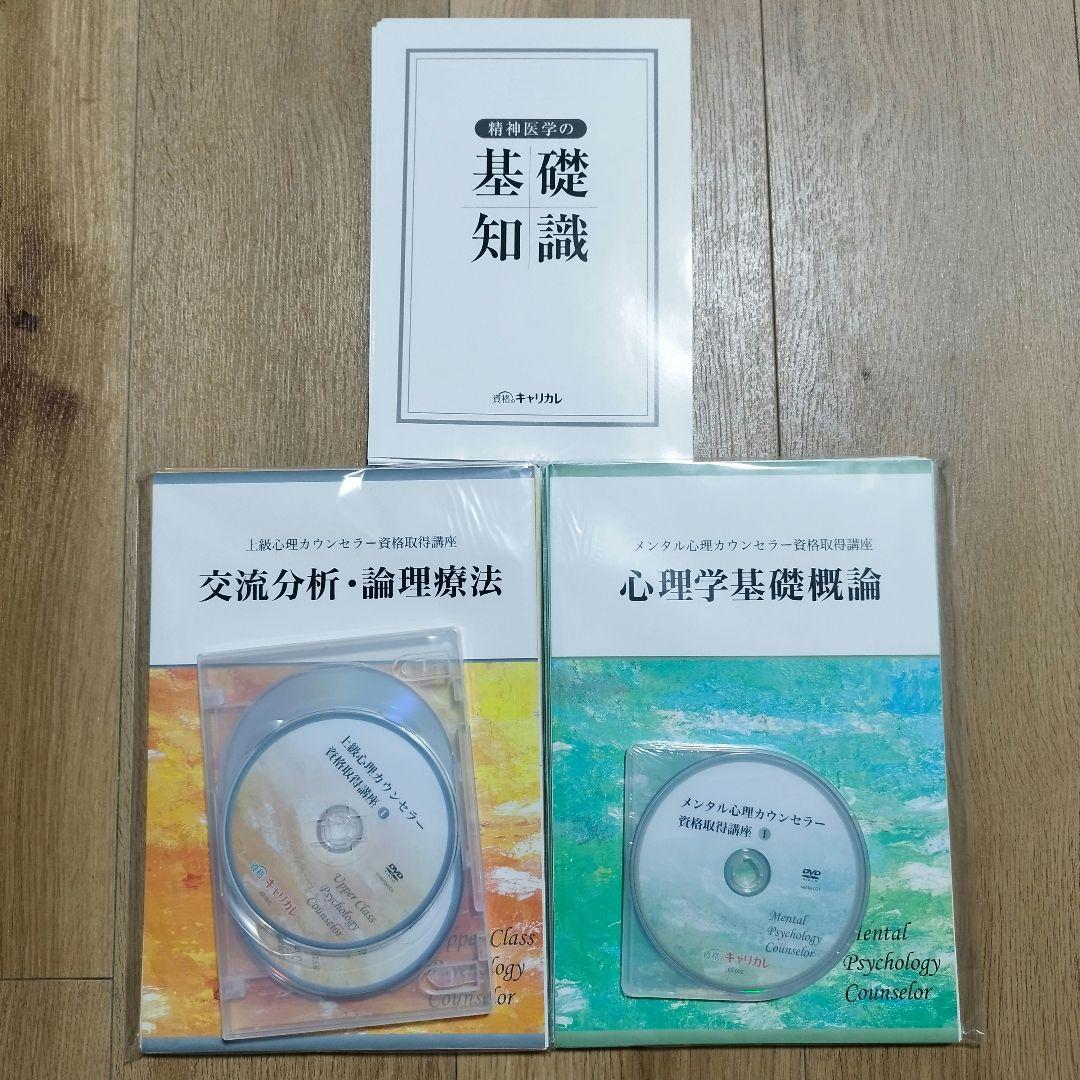 精神医学の
基礎
知識
資格のキャリカレ
上級心理カウンセラー資格取得講座
交流分析・論理療法
上級心理カウンセラー
資格取得講座 1
DVD
資格のキャリカレ
Upper Class
Psychology
Counselor
メンタル心理カウンセラー資格取得講座
心理学基礎概論
メンタル心理カウンセラー
資格取得講座 1
DVD
資格のキャリカレ
Mental
Psychology
Counselor
Mental
Psychology
Counselor